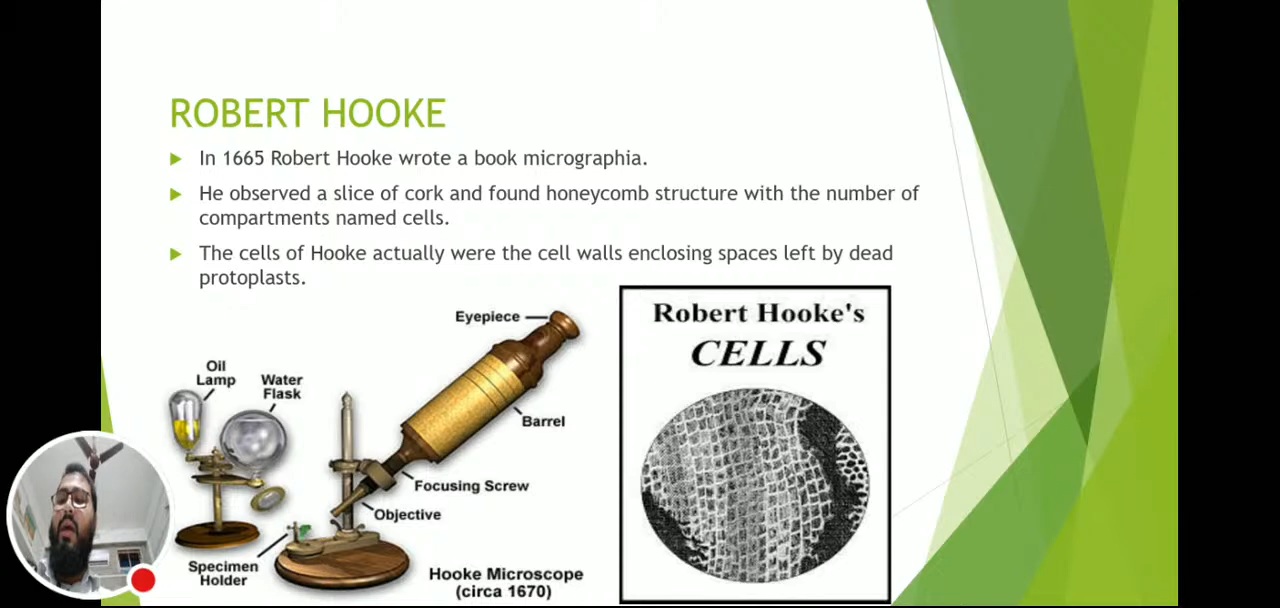 ROBERT HOOKE
In 1665 Robert Hooke wrote a book micrographia.
He observed a slice of cork and found honeycomb structure with the number of
compartments named cells.
The cells of Hooke actually were the cell walls enclosing spaces left by dead
protoplasts.
Eyepiece
Oil
Lamp
Water
Flask
Barrel
Focusing Screw
Objective
Specimen
Holder
Hooke Microscope
(circa 1670)
Robert Hooke's
CELLS